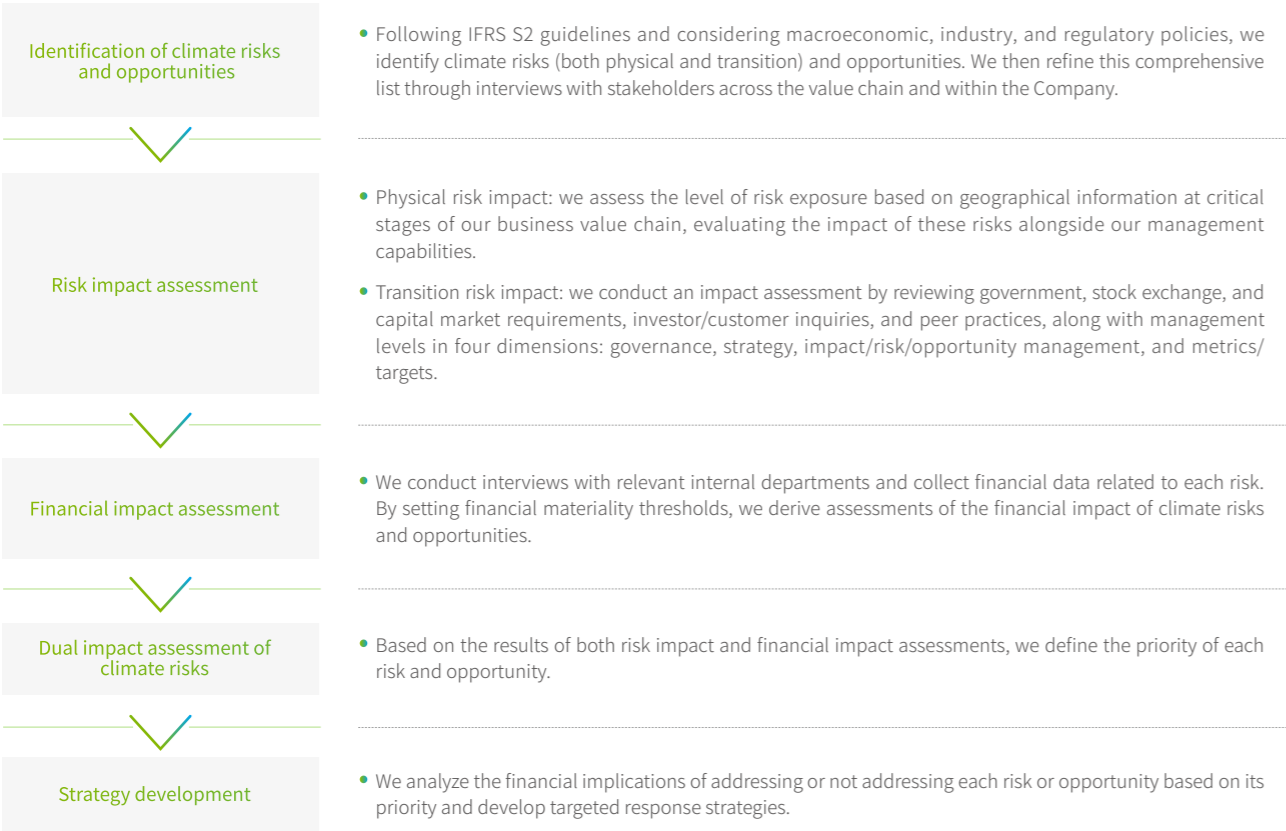 Identification of climate risks
and opportunities
• Following IFRS S2 guidelines and considering macroeconomic, industry, and regulatory policies, we
identify climate risks (both physical and transition) and opportunities. We then refine this comprehensive
list through interviews with stakeholders across the value chain and within the Company.
Risk impact assessment
• Physical risk impact: we assess the level of risk exposure based on geographical information at critical
stages of our business value chain, evaluating the impact of these risks alongside our management
capabilities.
• Transition risk impact: we conduct an impact assessment by reviewing government, stock exchange, and
capital market requirements, investor/customer inquiries, and peer practices, along with management
levels in four dimensions: governance, strategy, impact/risk/opportunity management, and metrics/
targets.
Financial impact assessment
• We conduct interviews with relevant internal departments and collect financial data related to each risk.
By setting financial materiality thresholds, we derive assessments of the financial impact of climate risks
and opportunities.
Dual impact assessment of
climate risks
• Based on the results of both risk impact and financial impact assessments, we define the priority of each
risk and opportunity.
Strategy development
• We analyze the financial implications of addressing or not addressing each risk or opportunity based on its
priority and develop targeted response strategies.